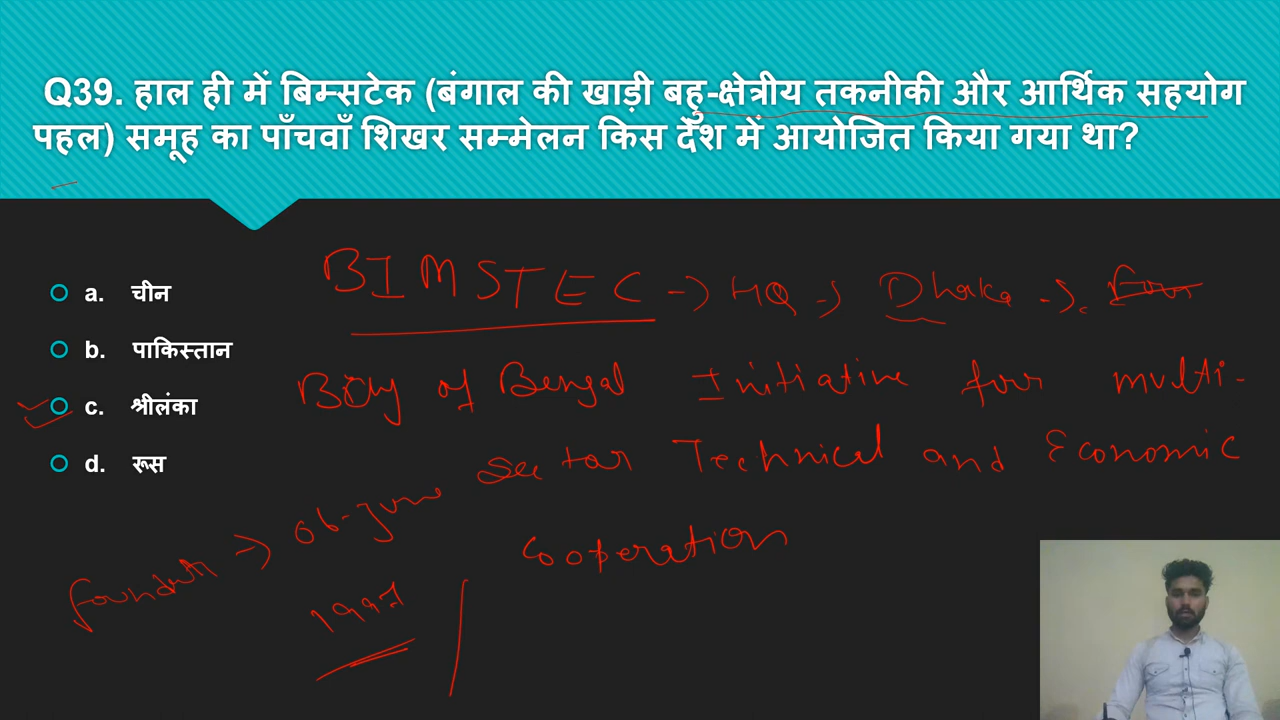 Q39. हाल ही में बिम्सटेक (बंगाल की खाड़ी बहु-क्षेत्रीय तकनीकी और आर्थिक सहयोग
पहल) समूह का पाँचवाँ शिखर सम्मेलन किस देश में आयोजित किया गया था?
a. चीन
b. पाकिस्तान
c. श्रीलंका
d. रूस
BIMSTEC -> HQ -> Dhaka ->
Bay of Bengal Initiative for multi-
Sector Technical and Economic
Cooperation
-> 06-June
1997